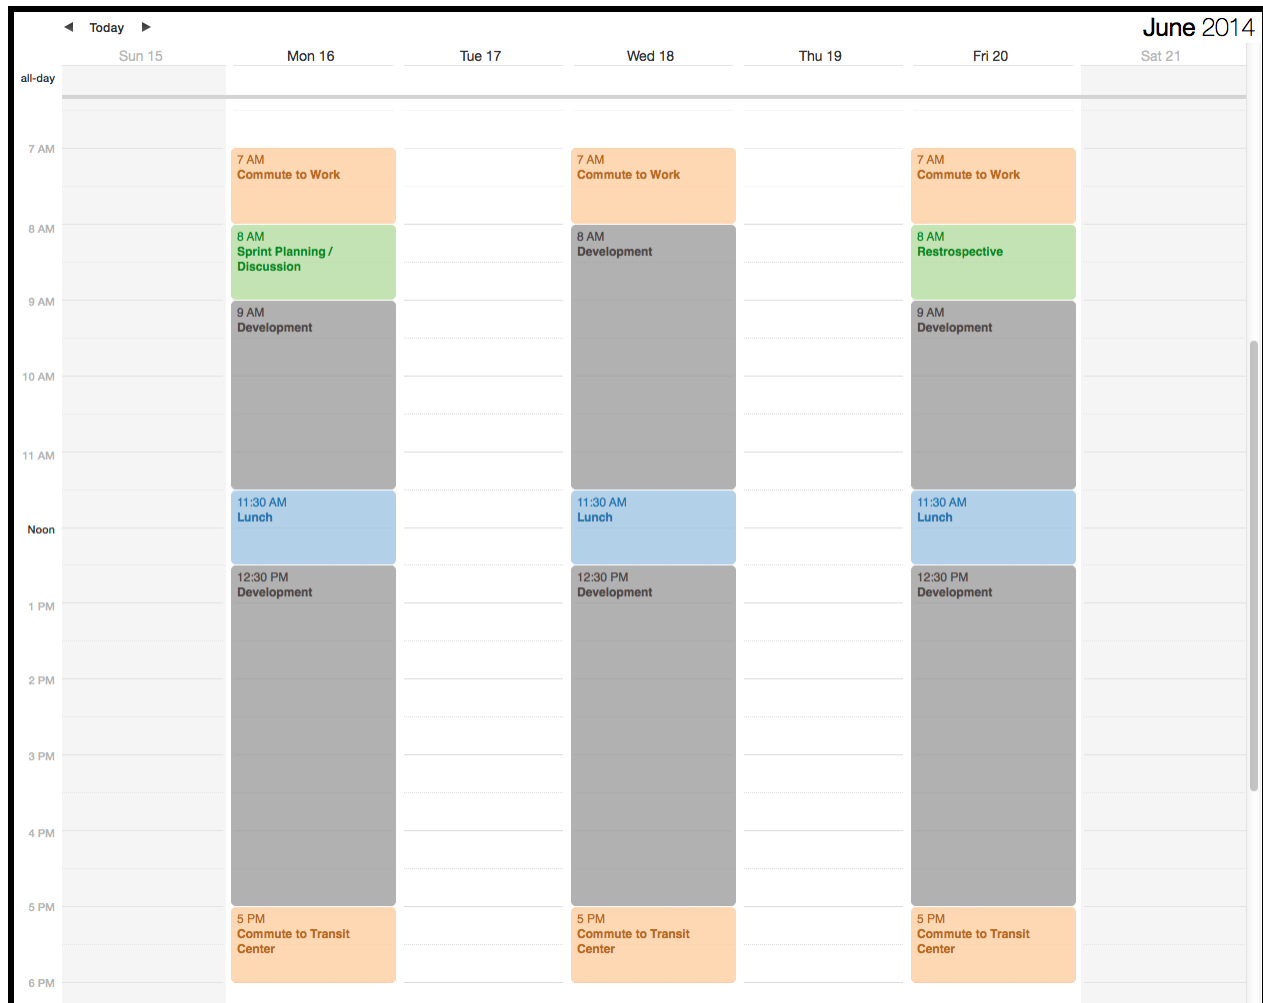 ◀ Today ▶ June 2014
Sun 15 Mon 16 Tue 17 Wed 18 Thu 19 Fri 20 Sat 21
all-day
7 AM
8 AM
9 AM
10 AM
11 AM
Noon
1 PM
2 PM
3 PM
4 PM
5 PM
6 PM
7 AM
Commute to Work
8 AM
Sprint Planning /
Discussion
9 AM
Development
11:30 AM
Lunch
12:30 PM
Development
5 PM
Commute to Transit
Center
7 AM
Commute to Work
8 AM
Development
11:30 AM
Lunch
12:30 PM
Development
5 PM
Commute to Transit
Center
7 AM
Commute to Work
8 AM
Restrospective
9 AM
Development
11:30 AM
Lunch
12:30 PM
Development
5 PM
Commute to Transit
Center